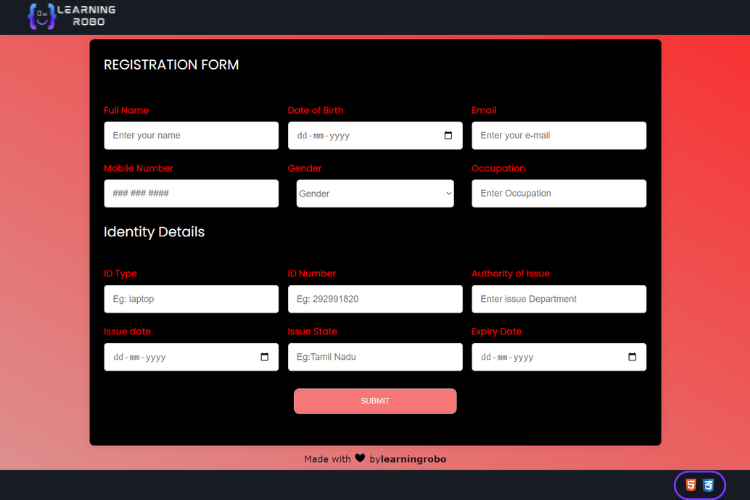 LEARNING
ROBO
REGISTRATION FORM
Full Name
Date of Birth
Email
Enter your name
dd-mm-yyyy
Enter your e-mail
Mobile Number
Gender
Occupation
### ### ####
Gender
Enter Occupation
Identity Details
ID Type
ID Number
Authority of Issue
Eg: laptop
Eg: 292991820
Enter issue Department
Issue date
Issue State
Expiry Date
dd-mm-yyyy
Eg:Tamil Nadu
dd-mm-yyyy
SUBMIT
Made with ♥ bylearningrobo